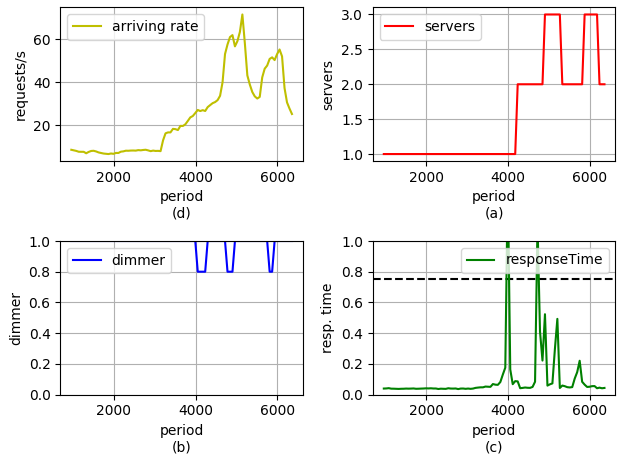 arriving rate
requests/s
60
40
20
2000 4000 6000
period
(d)
servers
servers
3.0
2.5
2.0
1.5
1.0
2000 4000 6000
period
(a)
dimmer
dimmer
1.0
0.8
0.6
0.4
0.2
0.0
2000 4000 6000
period
(b)
responseTime
resp. time
1.0
0.8
0.6
0.4
0.2
0.0
2000 4000 6000
period
(c)